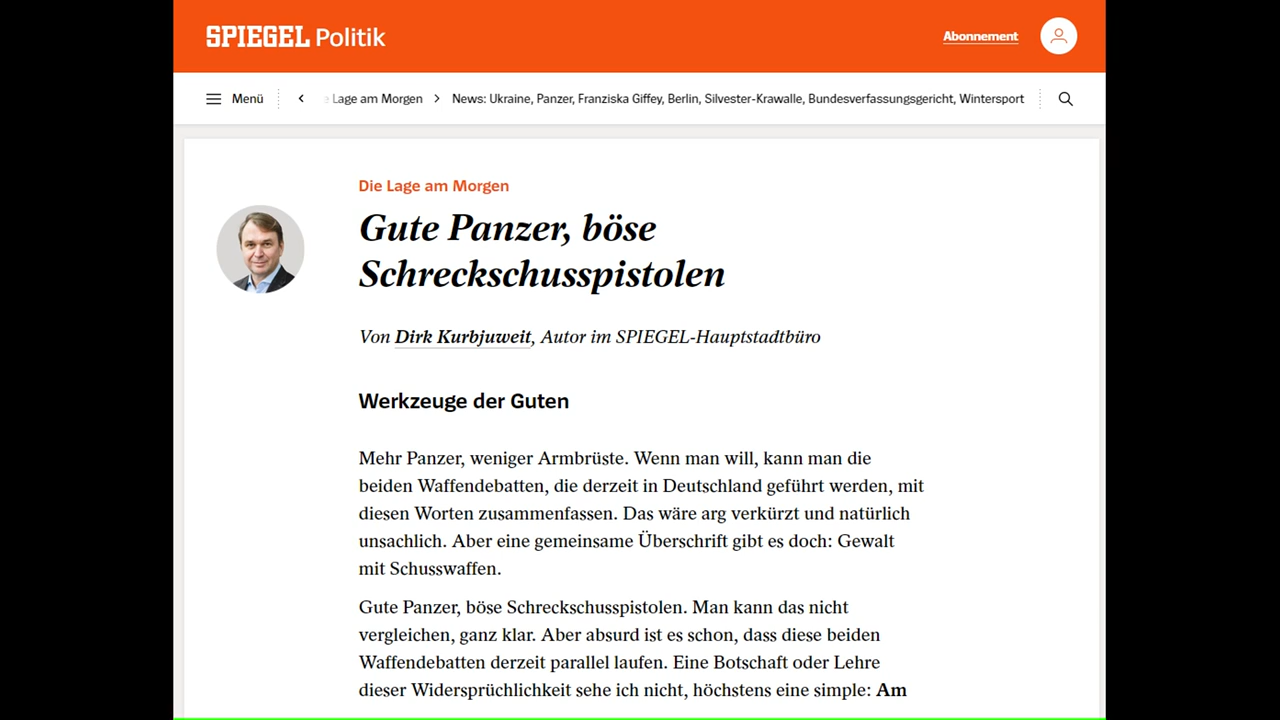 SPIEGEL Politik
Abonnement
Menü
Lage am Morgen
News: Ukraine, Panzer, Franziska Giffey, Berlin, Silvester-Krawalle, Bundesverfassungsgericht, Wintersport
Die Lage am Morgen
Gute Panzer, böse
Schreckschusspistolen
Von Dirk Kurbjuweit, Autor im SPIEGEL-Hauptstadtbüro
Werkzeuge der Guten
Mehr Panzer, weniger Armbrüste. Wenn man will, kann man die
beiden Waffendebatten, die derzeit in Deutschland geführt werden, mit
diesen Worten zusammenfassen. Das wäre arg verkürzt und natürlich
unsachlich. Aber eine gemeinsame Überschrift gibt es doch: Gewalt
mit Schusswaffen.
Gute Panzer, böse Schreckschusspistolen. Man kann das nicht
vergleichen, ganz klar. Aber absurd ist es schon, dass diese beiden
Waffendebatten derzeit parallel laufen. Eine Botschaft oder Lehre
dieser Widersprüchlichkeit sehe ich nicht, höchstens eine simple: Am